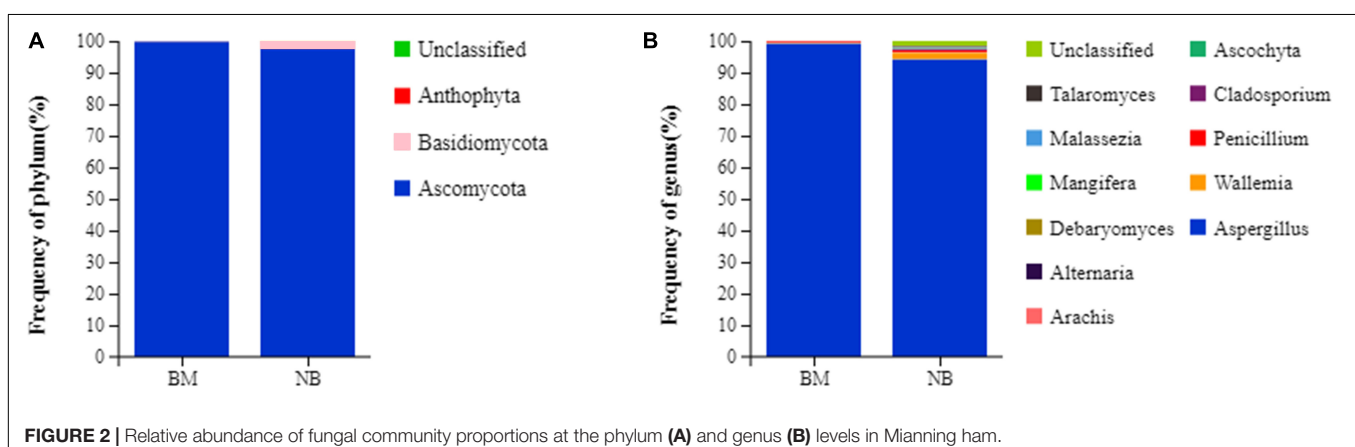 A
Frequency of phylum(%)
100
90
80
70
60
50
40
30
20
10
0
BM NB
Unclassified
Anthophyta
Basidiomycota
Ascomycota
B
Frequency of genus(%)
100
90
80
70
60
50
40
30
20
10
0
BM NB
Unclassified
Talaromyces
Malassezia
Mangifera
Debaryomyces
Alternaria
Arachis
Ascochyta
Cladosporium
Penicillium
Wallemia
Aspergillus
FIGURE 2 | Relative abundance of fungal community proportions at the phylum (A) and genus (B) levels in Mianning ham.